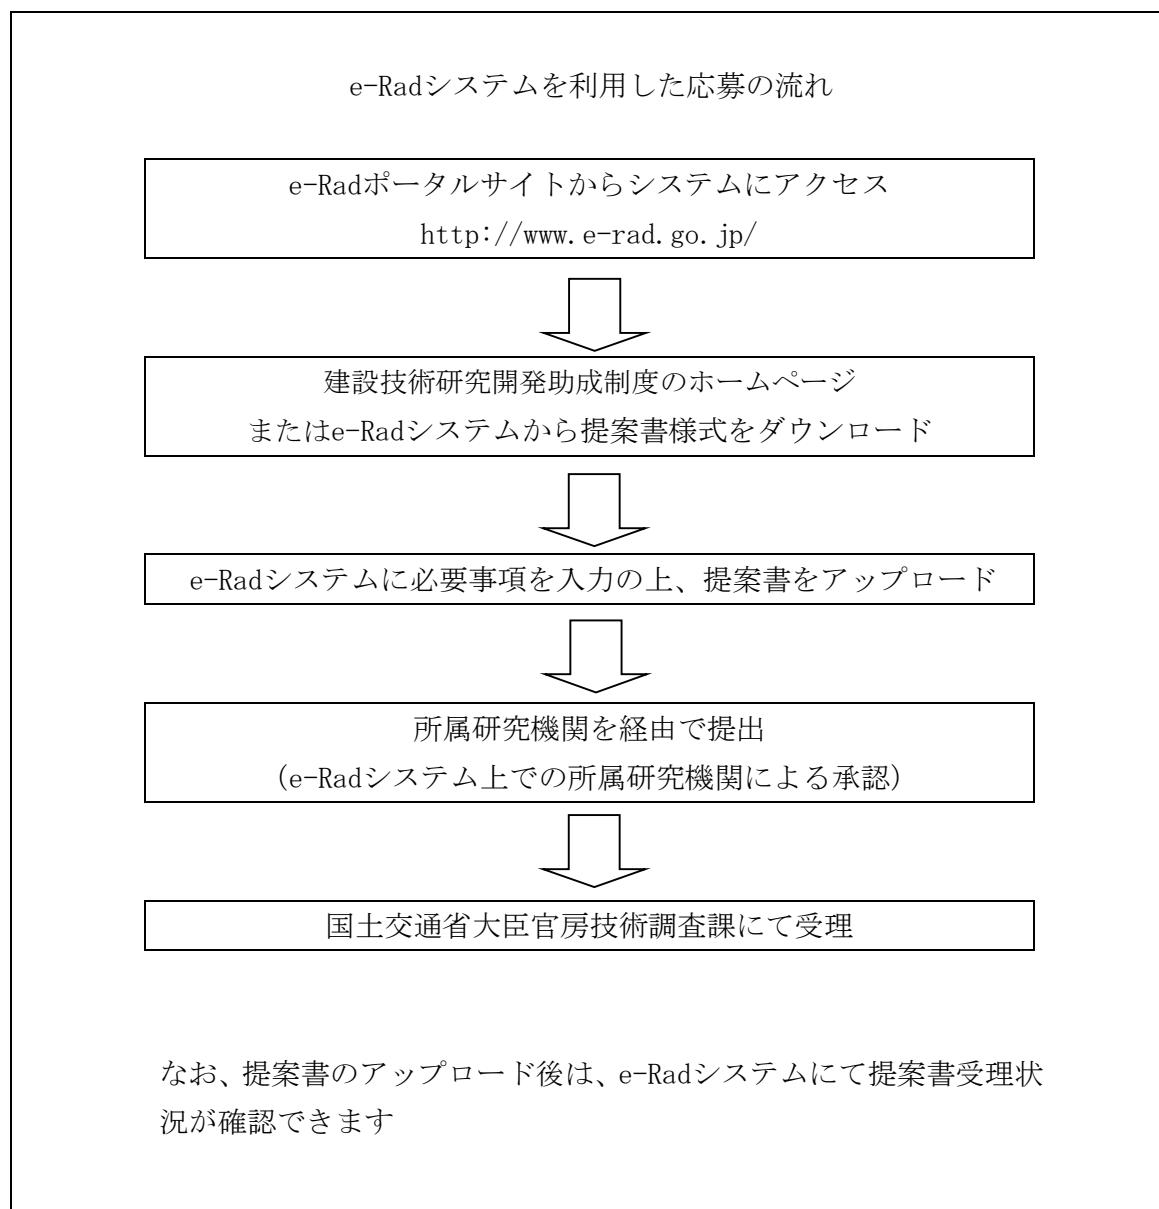 e-Radシステムを利用した応募の流れ
e-Radポータルサイトからシステムにアクセス
http://www.e-rad.go.jp/
建設技術研究開発助成制度のホームページ
またはe-Radシステムから提案書様式をダウンロード
e-Radシステムに必要事項を入力の上、提案書をアップロード
所属研究機関を経由で提出
(e-Radシステム上での所属研究機関による承認)
国土交通省大臣官房技術調査課にて受理
なお、提案書のアップロード後は、e-Radシステムにて提案書受理状
況が確認できます